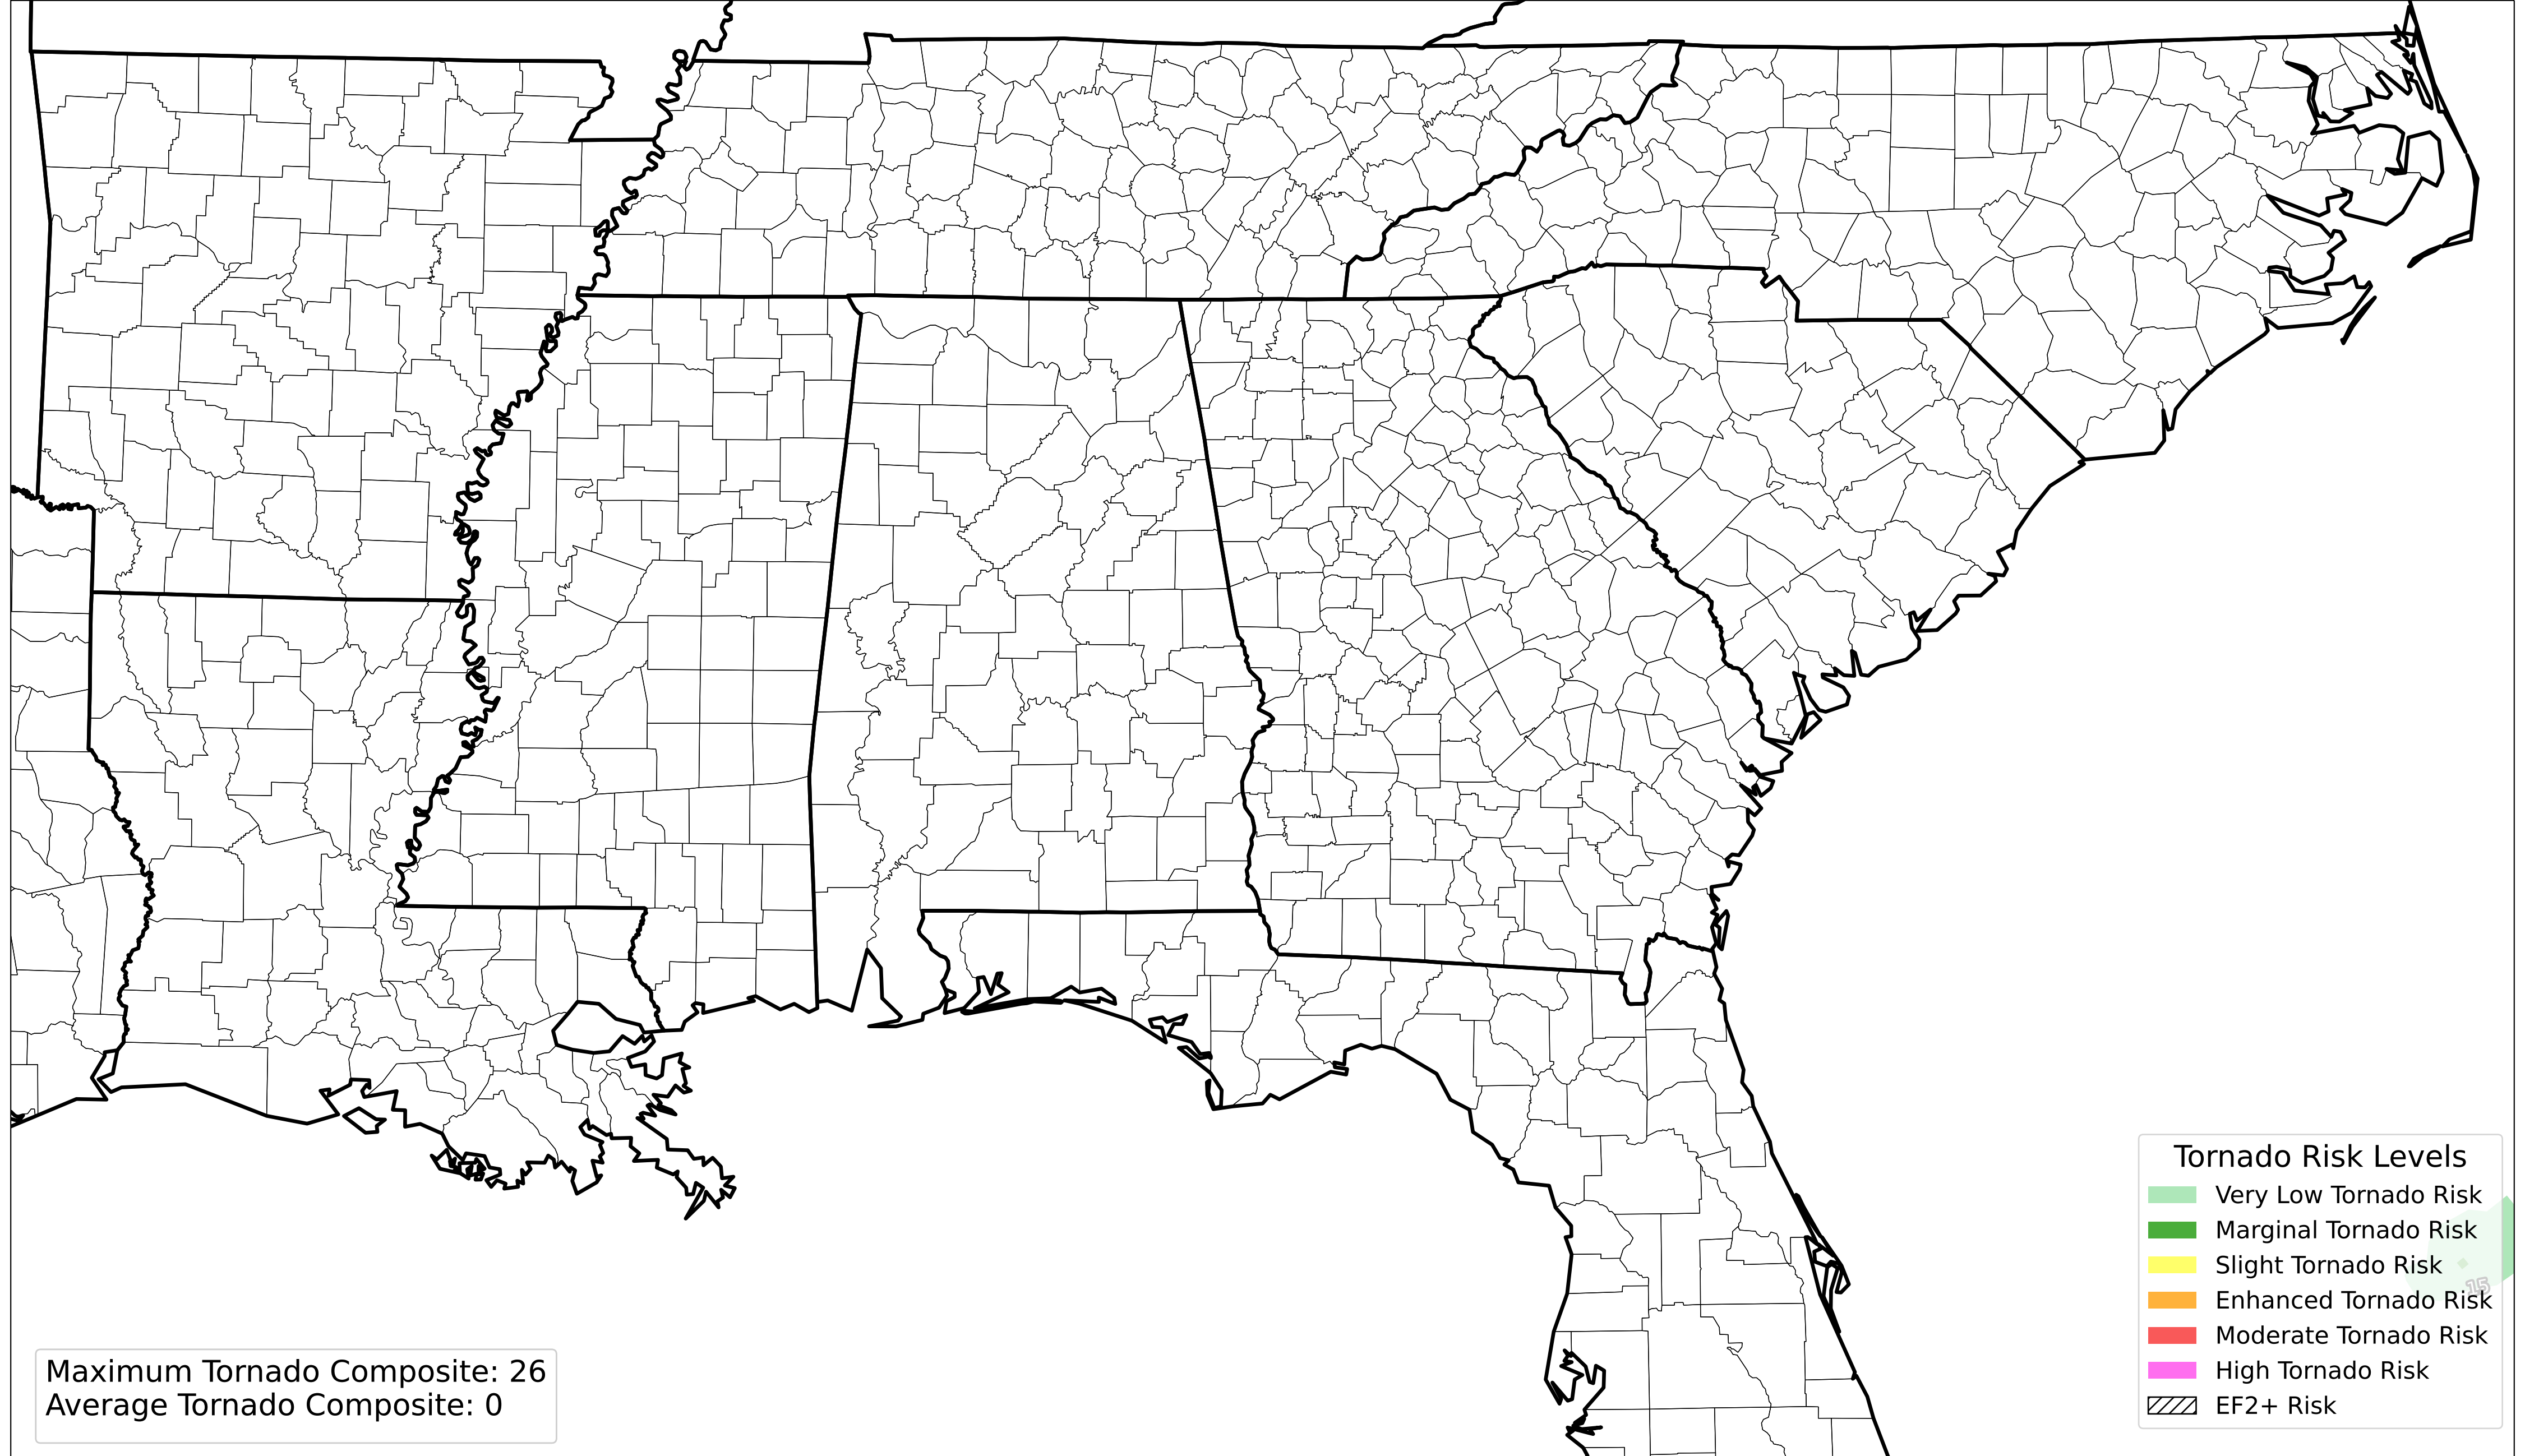 Tornado Risk Levels
Very Low Tornado Risk
Marginal Tornado Risk
Slight Tornado Risk
15
Enhanced Tornado Risk
Moderate Tornado Risk
High Tornado Risk
EF2+ Risk
Maximum Tornado Composite: 26
Average Tornado Composite: 0